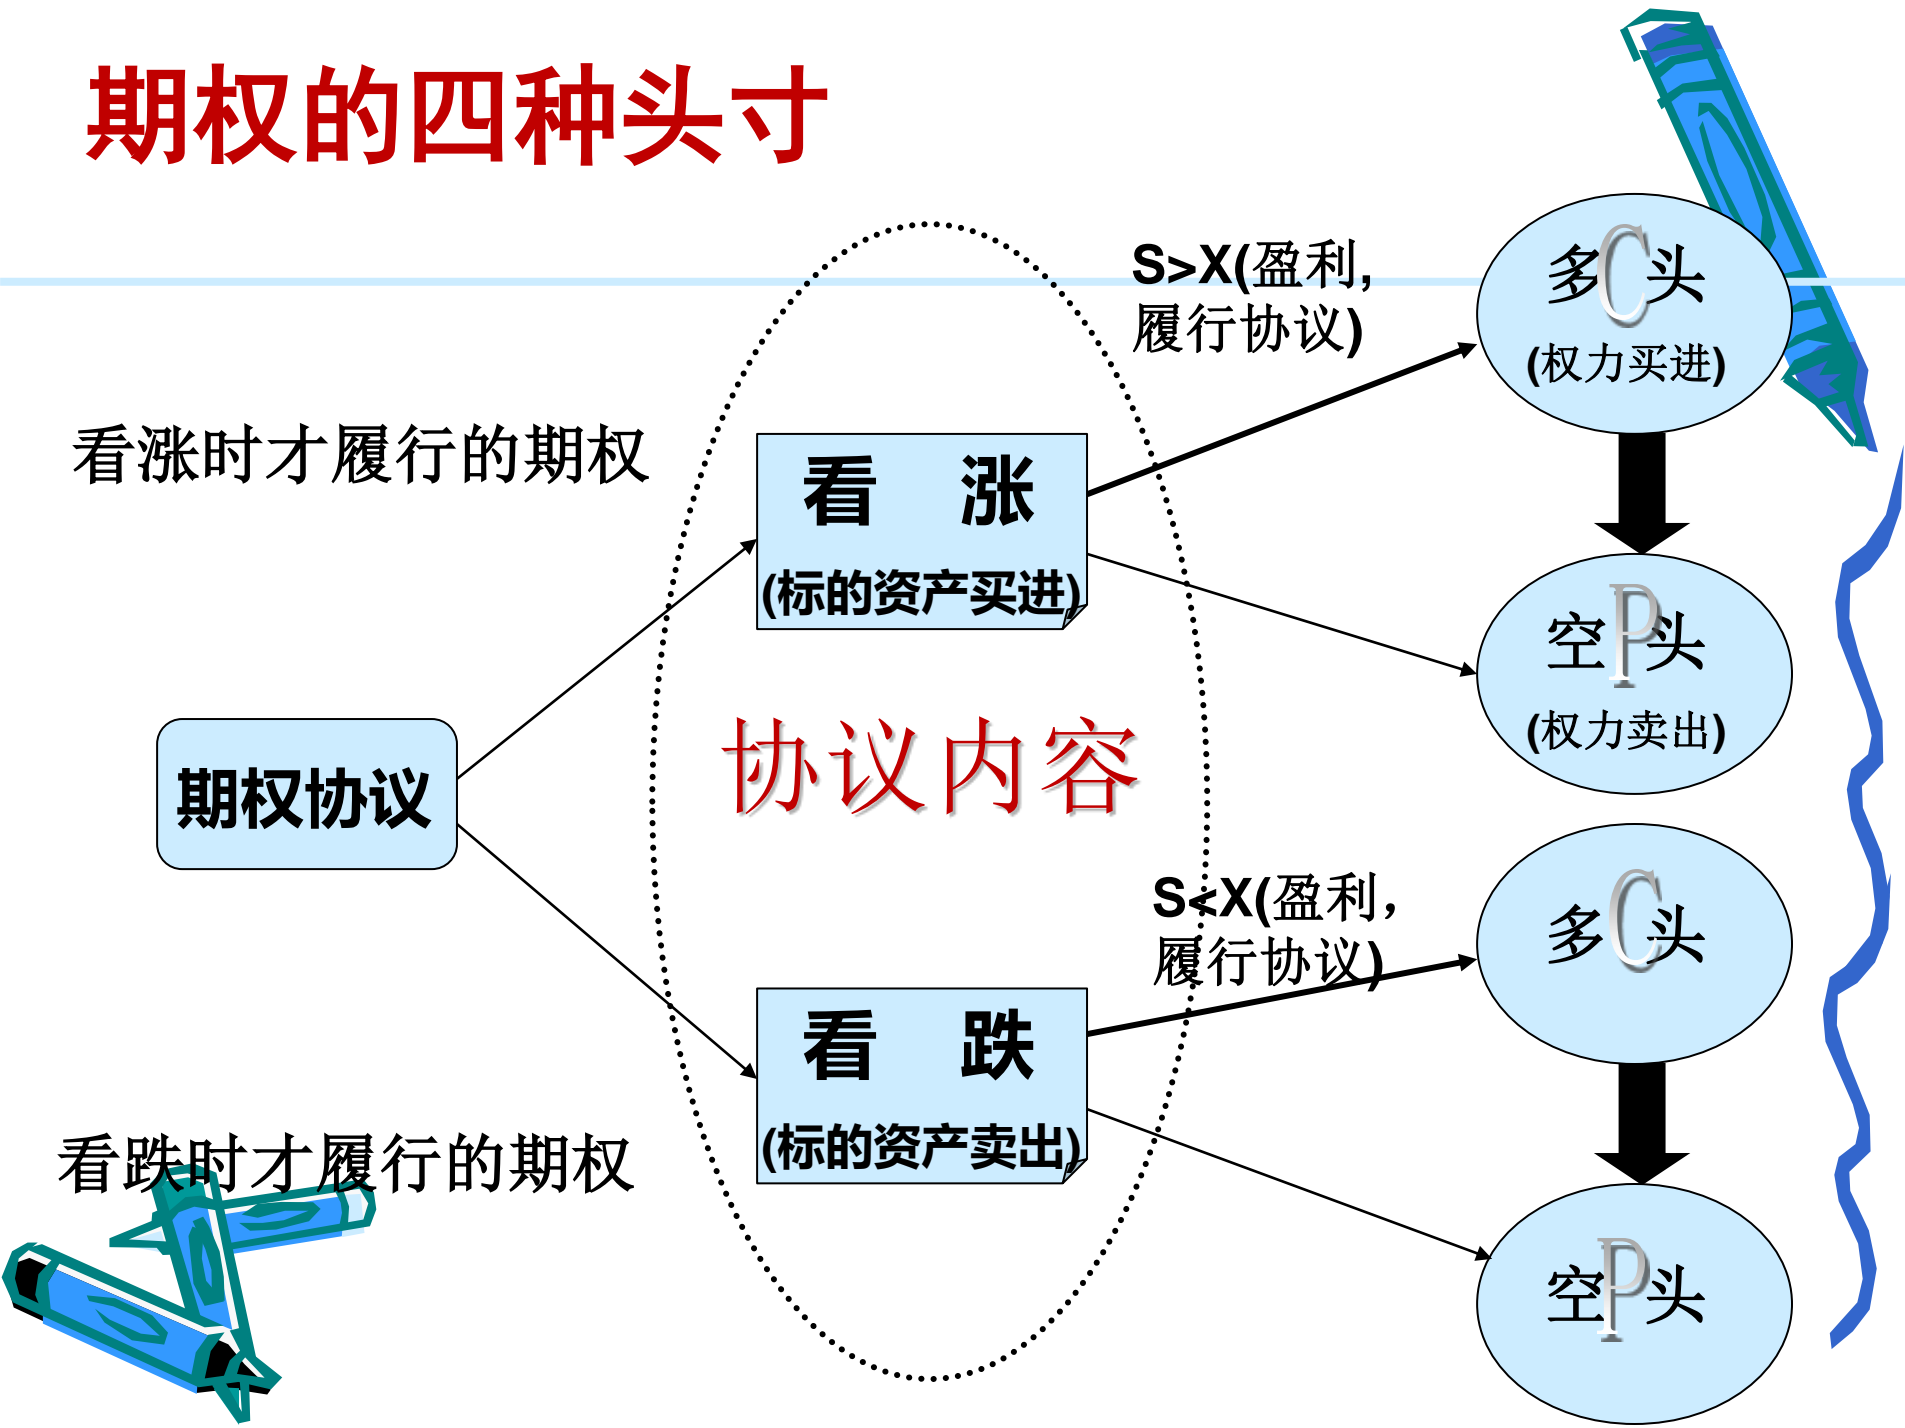 期权的四种头寸
S>X(盈利,
履行协议)
多 C 头
(权力买进)
看涨时才履行的期权
看 涨
(标的资产买进)
空 P 头
(权力卖出)
协议内容
期权协议
S<X(盈利，
履行协议)
多 C 头
看 跌
(标的资产卖出)
看跌时才履行的期权
空 P 头